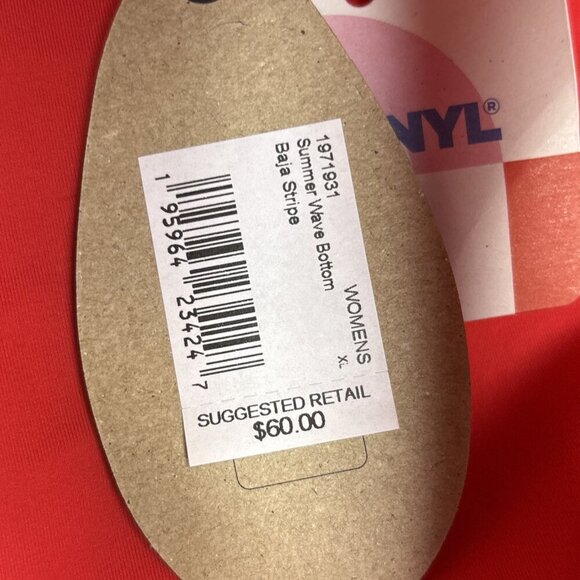 1971931
Summer Wave Bottom
Baja Stripe
WOMENS
XL
1 95964 23424 7
SUGGESTED RETAIL
$60.00
NYL®